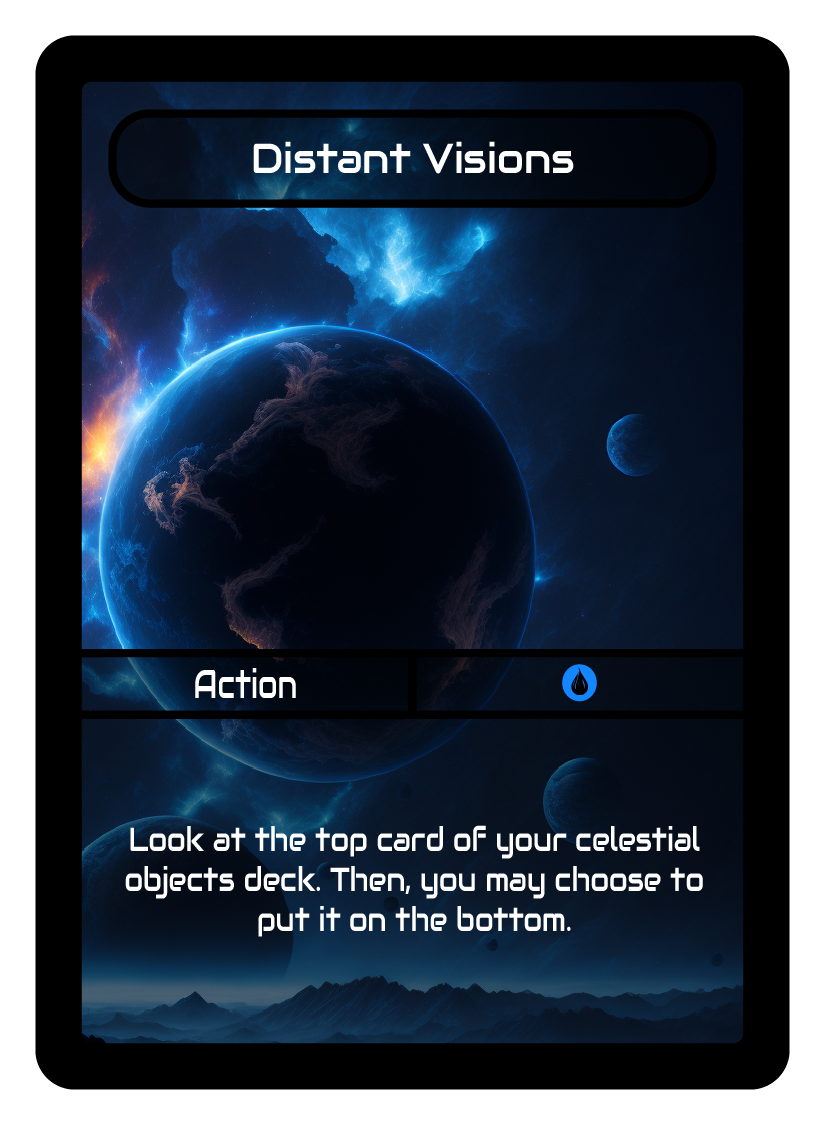 Distant Visions
Action
Look at the top card of your celestial
objects deck. Then, you may choose to
put it on the bottom.